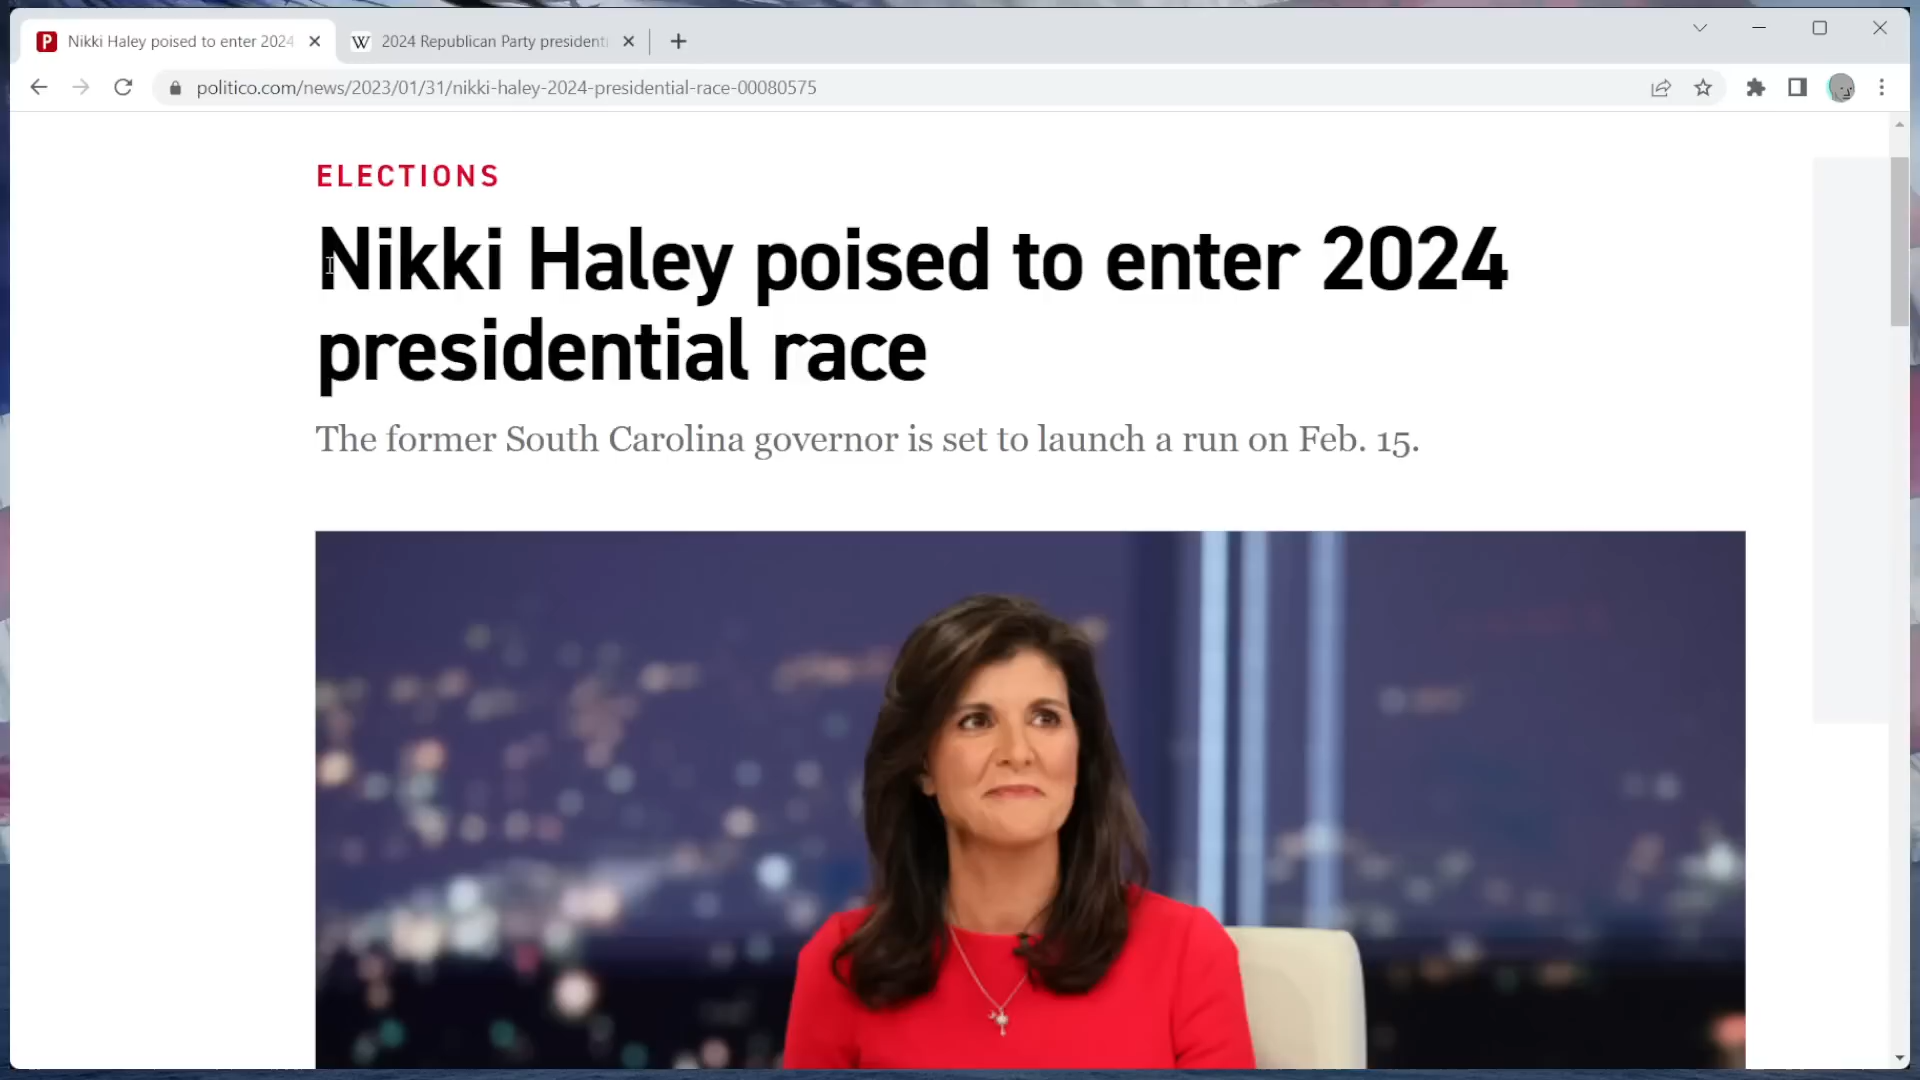 P Nikki Haley poised to enter 2024
W 2024 Republican Party president
politico.com/news/2023/01/31/nikki-haley-2024-presidential-race-00080575
ELECTIONS
Nikki Haley poised to enter 2024
presidential race
The former South Carolina governor is set to launch a run on Feb. 15.